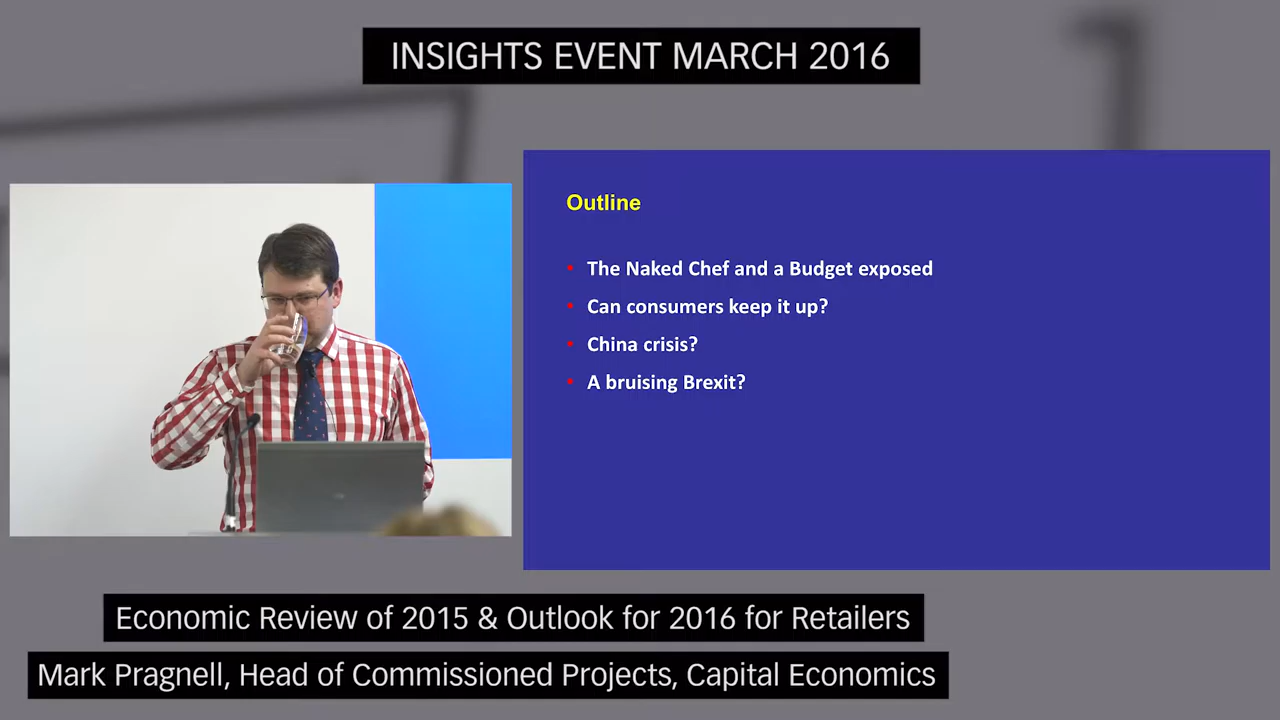 INSIGHTS EVENT MARCH 2016
Outline
• The Naked Chef and a Budget exposed
• Can consumers keep it up?
• China crisis?
• A bruising Brexit?
Economic Review of 2015 & Outlook for 2016 for Retailers
Mark Pragnell, Head of Commissioned Projects, Capital Economics